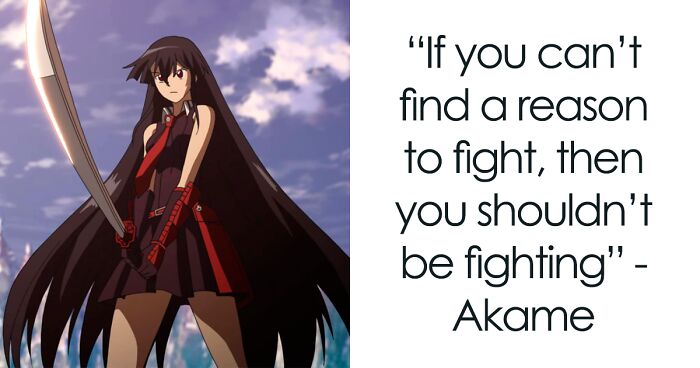 “If you can’t
find a reason
to fight, then
you shouldn’t
be fighting” -
Akame